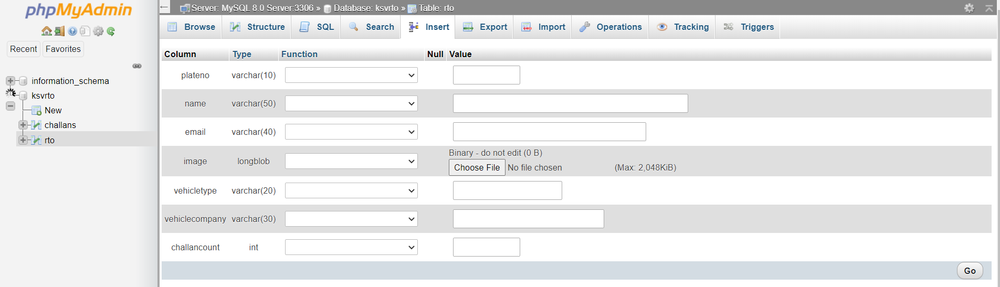 phpMyAdmin
Recent Favorites
information_schema
ksvrto
New
challans
rto
Server: MySQL 8.0 Server:3306 » Database: ksvrto » Table: rto
Browse Structure SQL Search Insert Export Import Operations Tracking Triggers
Column Type Function Null Value
plateno varchar(10)
name varchar(50)
email varchar(40)
image longblob Binary - do not edit (0 B)
Choose File No file chosen (Max: 2,048KiB)
vehicletype varchar(20)
vehiclecompany varchar(30)
challancount int
Go